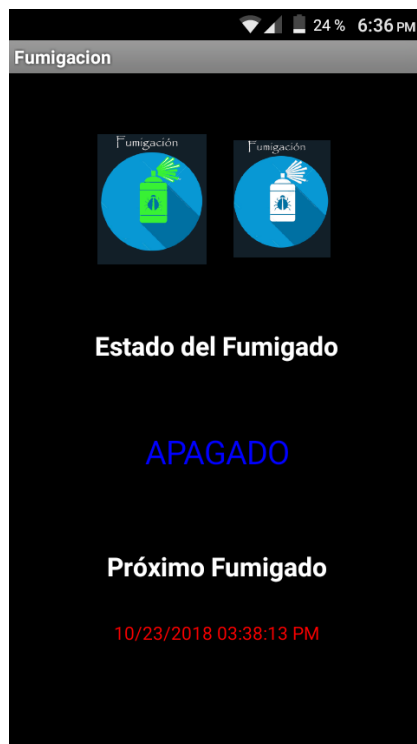 24 % 6:36 PM
Fumigacion
Fumigación Fumigación
Estado del Fumigado
APAGADO
Próximo Fumigado
10/23/2018 03:38:13 PM